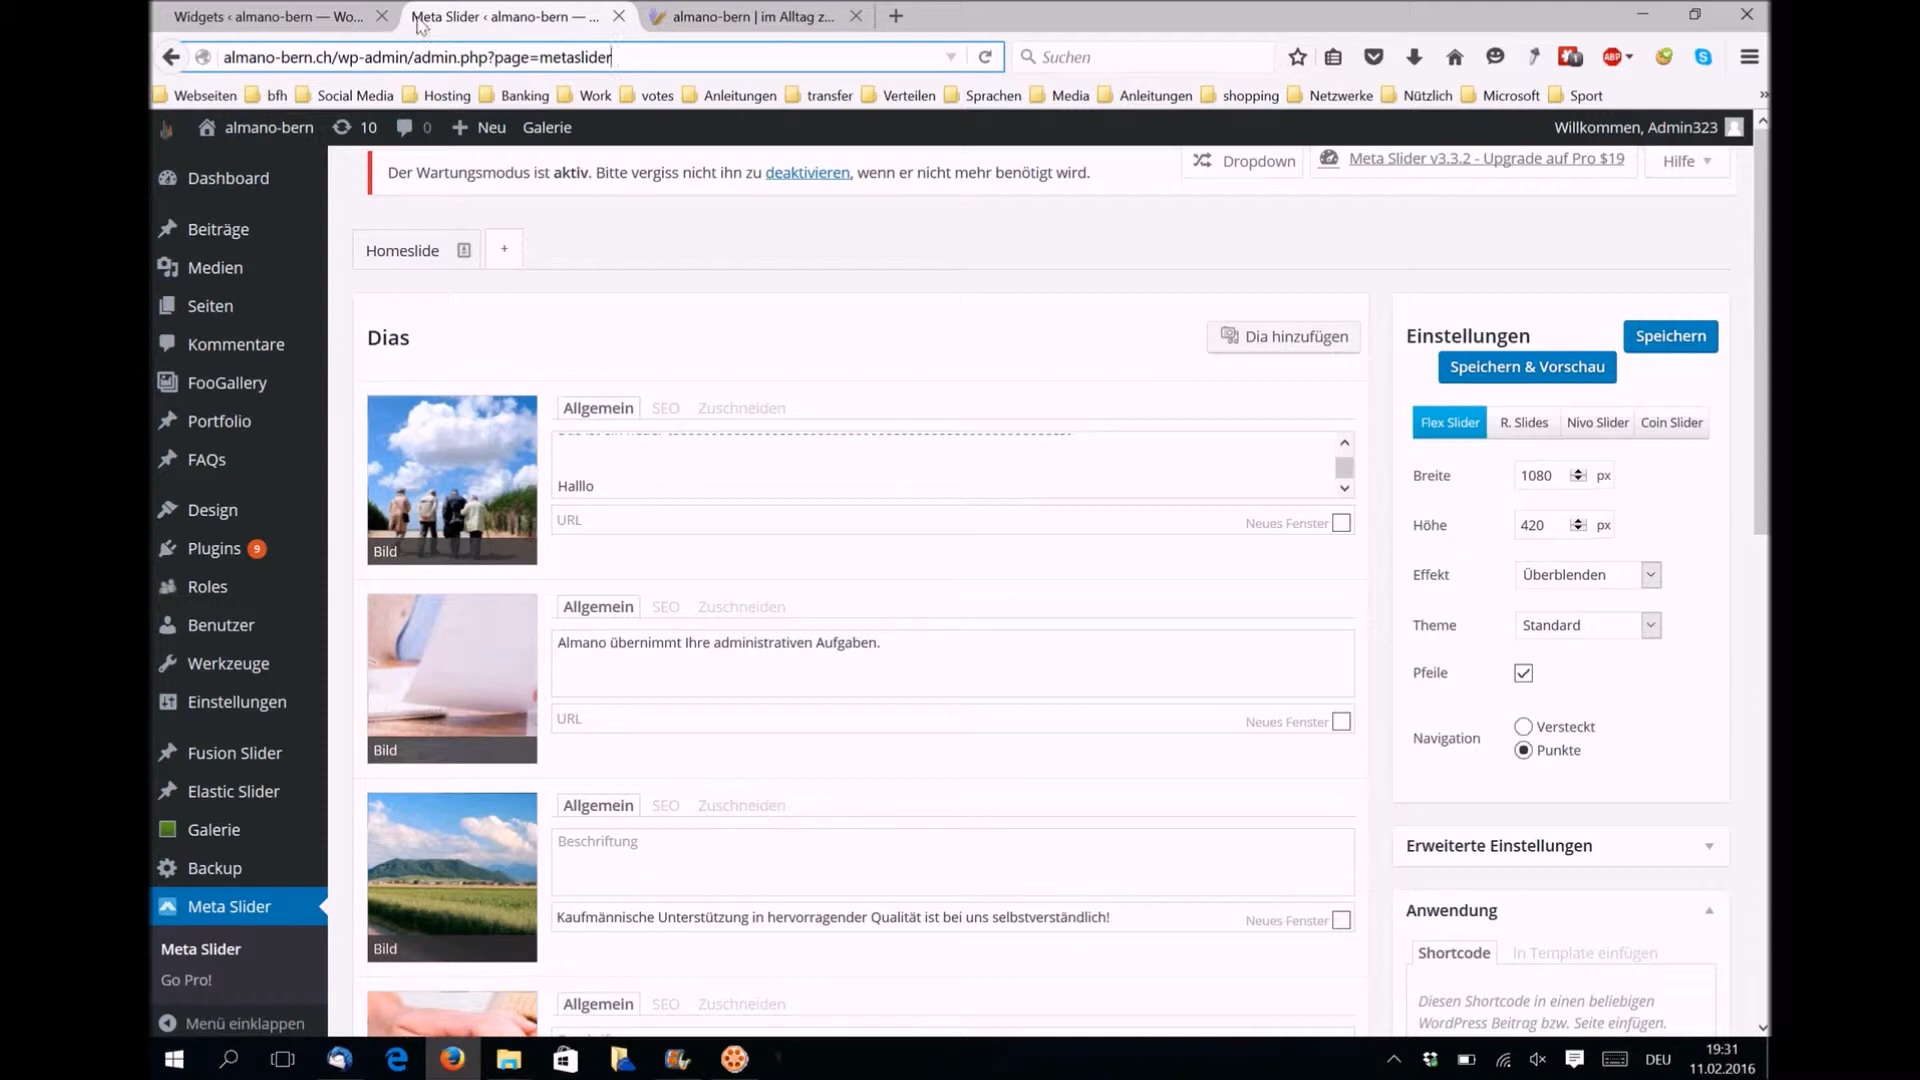 Widgets ‹ almano-bern — Wo...
Meta Slider ‹ almano-bern — ...
almano-bern | im Alltag z...
almano-bern.ch/wp-admin/admin.php?page=metaslider
Suchen
Webseiten bfh Social Media Hosting Banking Work votes Anleitungen transfer Verteilen Sprachen Media Anleitungen shopping Netzwerke Nützlich Microsoft Sport
almano-bern 10 0 Neu Galerie
Willkommen, Admin323
Dashboard
Beiträge
Medien
Seiten
Kommentare
FooGallery
Portfolio
FAQs
Design
Plugins 9
Roles
Benutzer
Werkzeuge
Einstellungen
Fusion Slider
Elastic Slider
Galerie
Backup
Meta Slider
Meta Slider
Go Pro!
Menü einklappen
Der Wartungsmodus ist aktiv. Bitte vergiss nicht ihn zu deaktivieren, wenn er nicht mehr benötigt wird.
Dropdown
Meta Slider v3.3.2 - Upgrade auf Pro $19
Hilfe
Homeslide
+
Dias
Dia hinzufügen
Allgemein SEO Zuschneiden
Halllo
URL
Neues Fenster
Bild
Allgemein SEO Zuschneiden
Almano übernimmt Ihre administrativen Aufgaben.
URL
Neues Fenster
Bild
Allgemein SEO Zuschneiden
Beschriftung
Kaufmännische Unterstützung in hervorragender Qualität ist bei uns selbstverständlich!
Neues Fenster
Bild
Allgemein SEO Zuschneiden
Einstellungen
Speichern
Speichern & Vorschau
Flex Slider R. Slides Nivo Slider Coin Slider
Breite 1080 px
Höhe 420 px
Effekt Überblenden
Theme Standard
Pfeile
Navigation
Versteckt
Punkte
Erweiterte Einstellungen
Anwendung
Shortcode In Template einfügen
Diesen Shortcode in einen beliebigen
WordPress Beitrag bzw. Seite einfügen.
DEU
19:31
11.02.2016